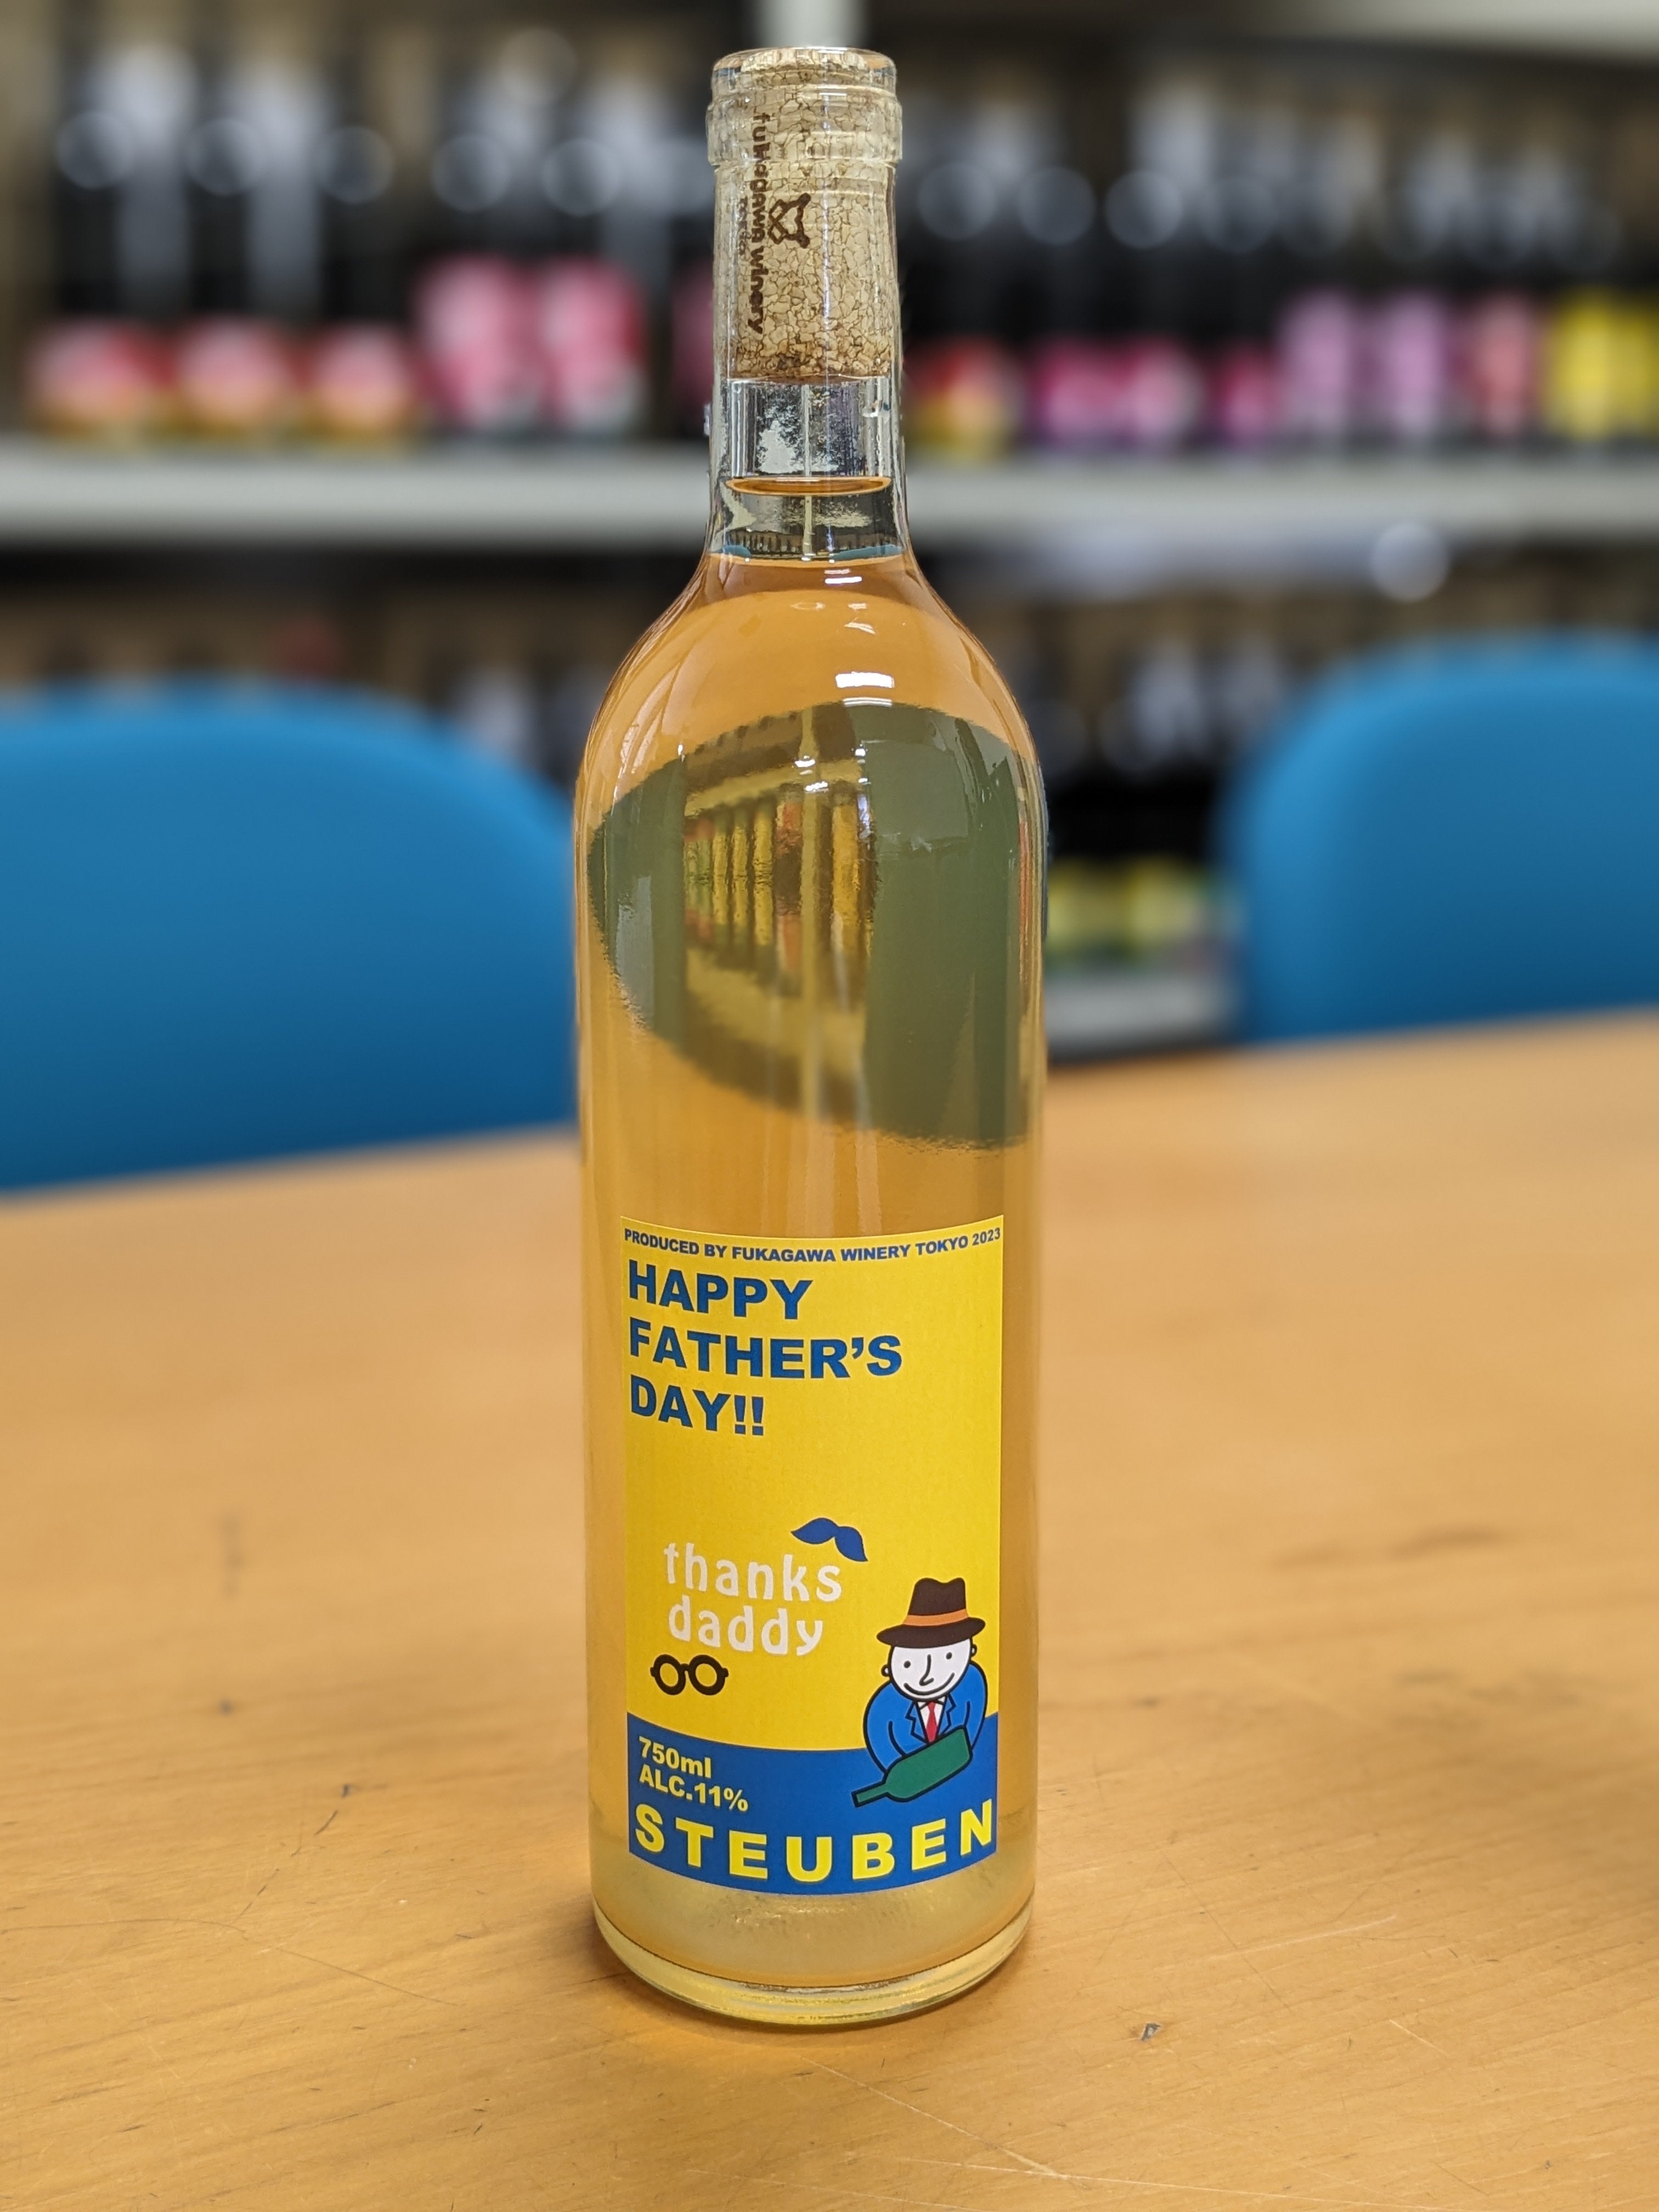 fukagawa winery
PRODUCED BY FUKAGAWA WINERY TOKYO 2023
HAPPY
FATHER'S
DAY!!
thanks
daddy
750ml
ALC.11%
STEUBEN